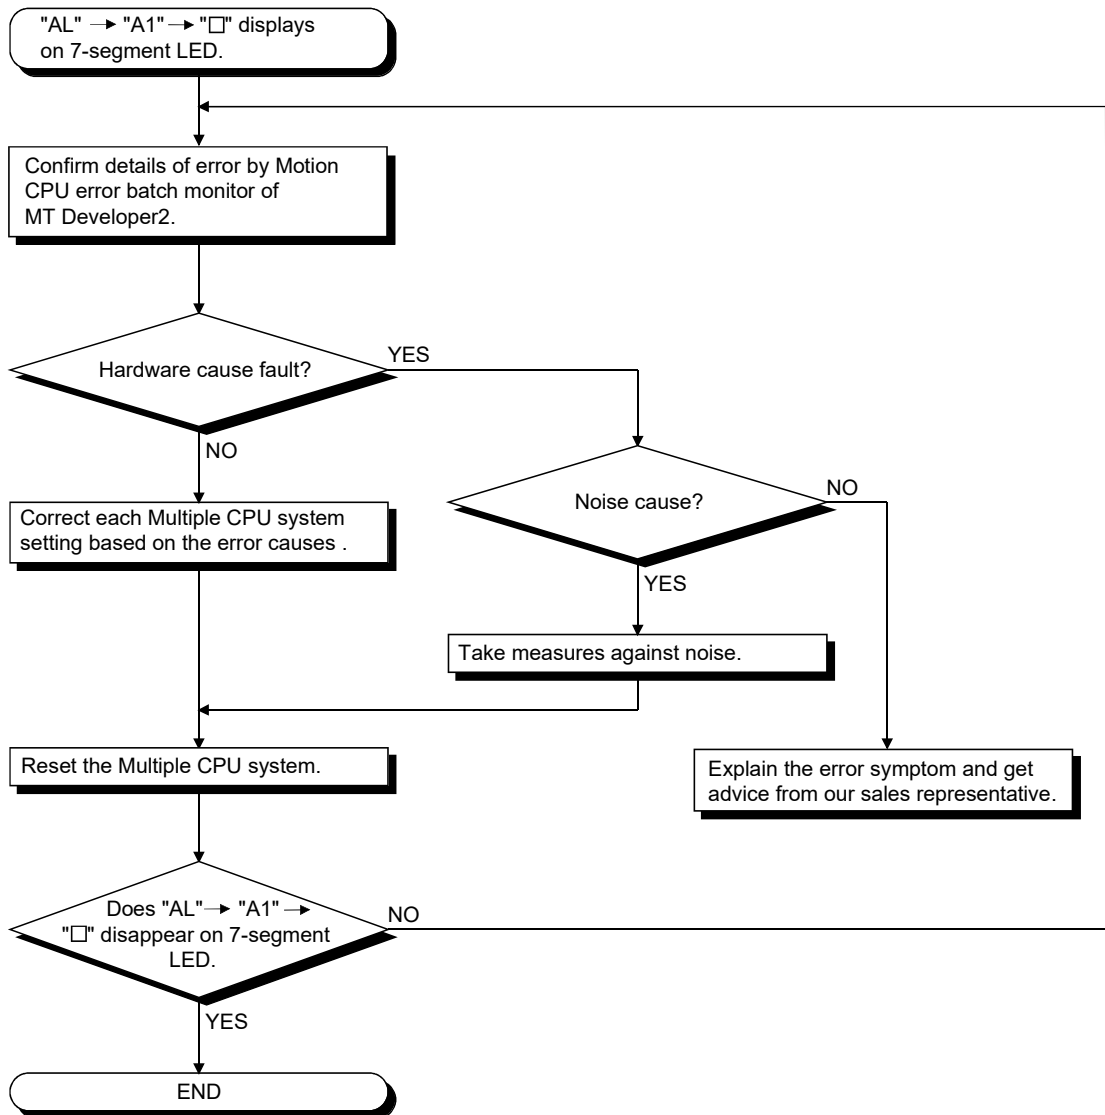 "AL" → "A1" → "□" displays
on 7-segment LED.
Confirm details of error by Motion
CPU error batch monitor of
MT Developer2.
Hardware cause fault?
YES
NO
Noise cause?
NO
YES
Correct each Multiple CPU system
setting based on the error causes .
Take measures against noise.
Reset the Multiple CPU system.
Explain the error symptom and get
advice from our sales representative.
Does "AL" → "A1" →
"□" disappear on 7-segment
LED.
NO
YES
END